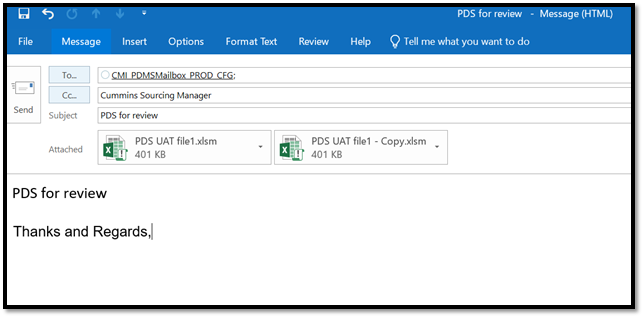 PDS for review - Message (HTML)
File Message Insert Options Format Text Review Help Tell me what you want to do
To... CMI_PDMSMailbox_PROD_CFG;
Cc... Cummins Sourcing Manager
Send
Subject PDS for review
Attached PDS UAT file1.xlsm PDS UAT file1 - Copy.xlsm
401 KB 401 KB
PDS for review
Thanks and Regards,